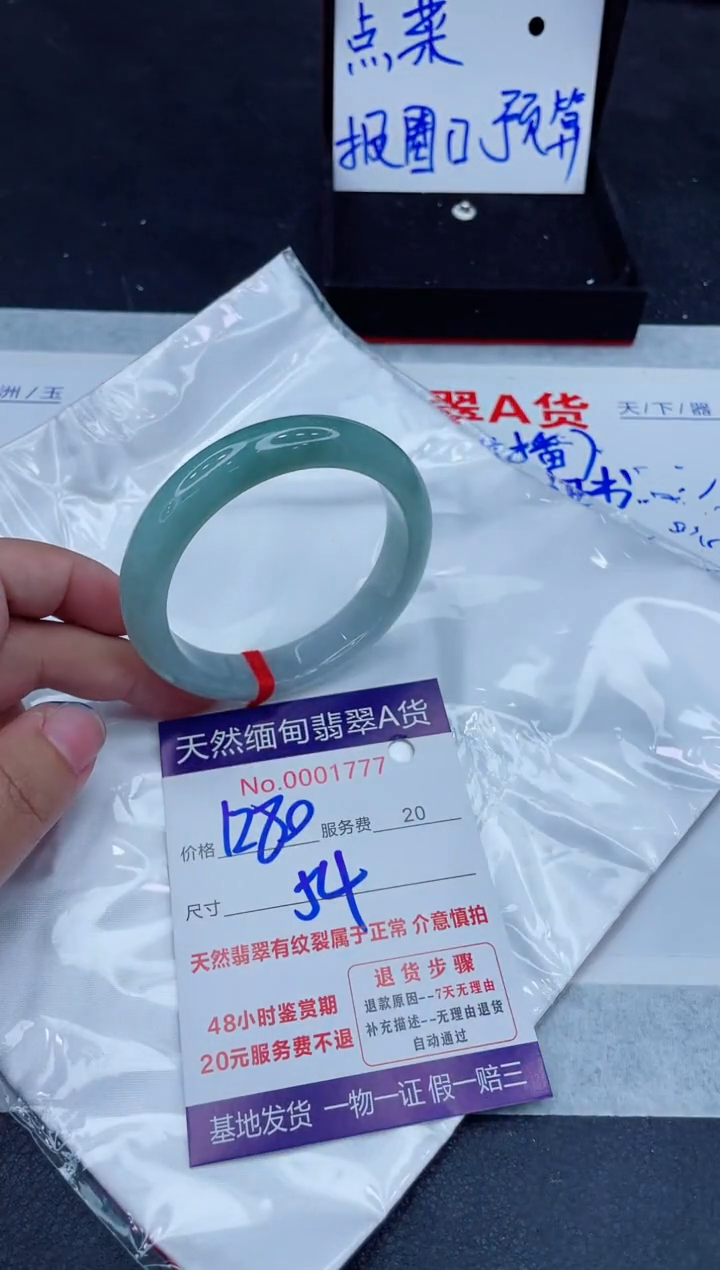 点菜
报圈口预算
洲/玉
翡翠A货
天/下/器
天然缅甸翡翠A货
No.0001777
价格 1280 服务费 20
尺寸 54
天然翡翠有纹裂属于正常 介意慎拍
48小时鉴赏期
20元服务费不退
退货步骤
退款原因--7天无理由
补充描述--无理由退货
自动通过
基地发货 一物一证 假一赔三